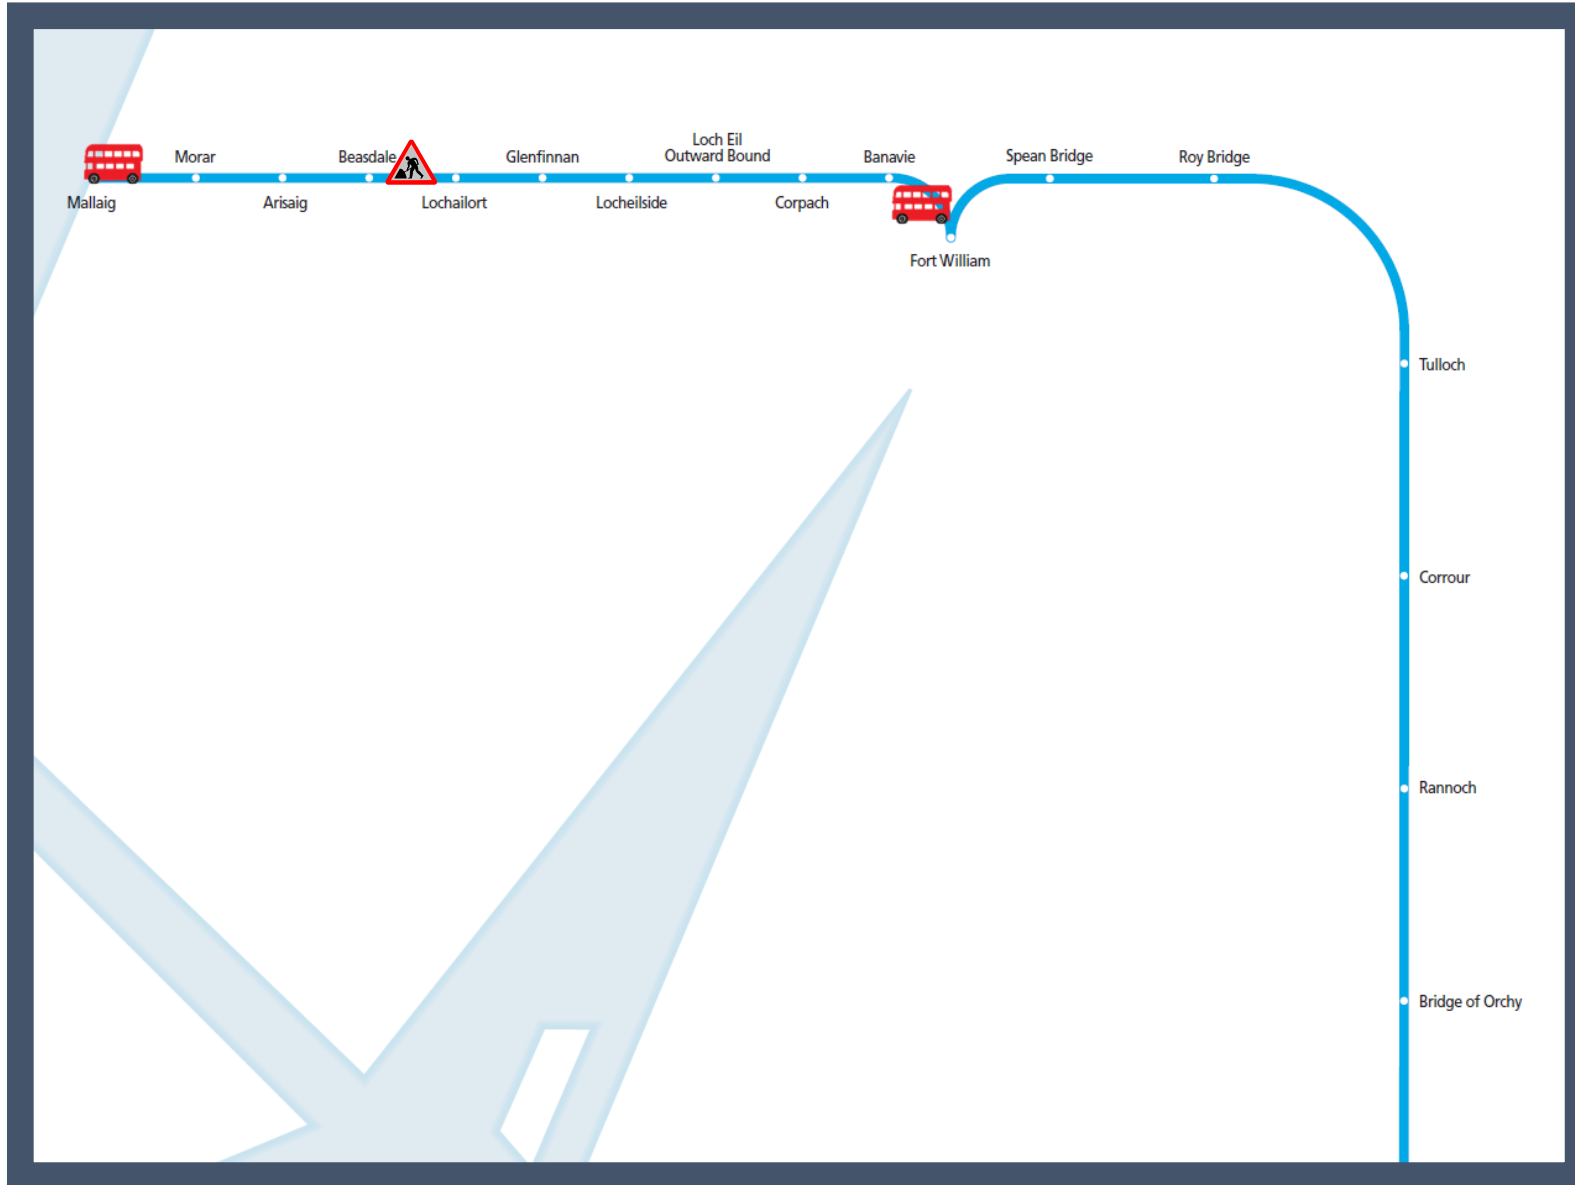 Loch Eil
Outward Bound
Morar
Beasdale
Glenfinnan
Banavie
Spean Bridge
Roy Bridge
Mallaig
Arisaig
Lochailort
Locheilside
Corpach
Fort William
Tulloch
Corrour
Rannoch
Bridge of Orchy